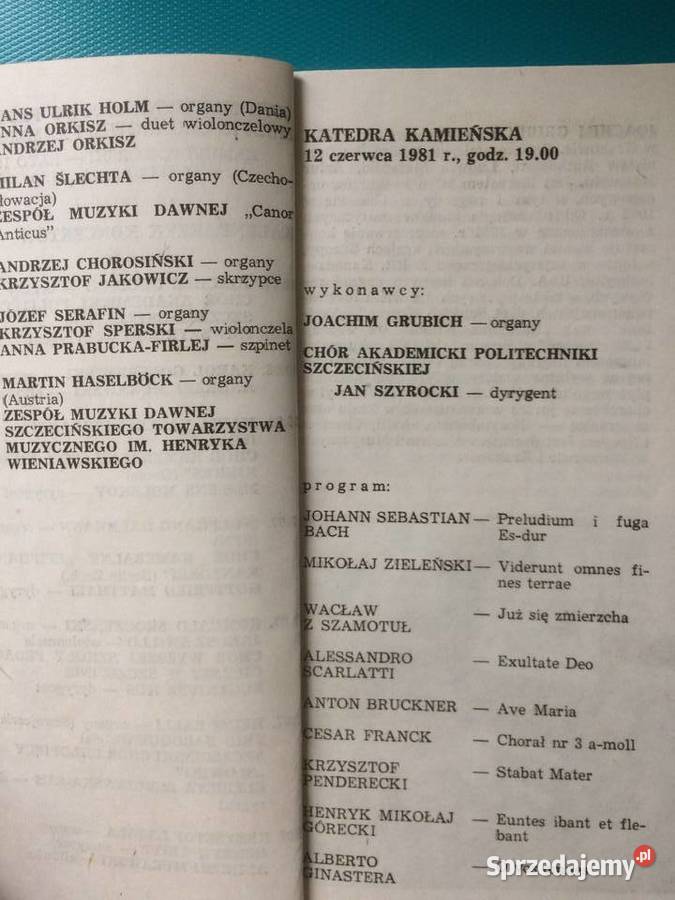 ANS ULRIK HOLM — organy (Dania)
NNA ORKISZ — duet wiolonczelowy
ANDRZEJ ORKISZ
MILAN ŠLECHTA — organy (Czecho-
łowacja)
ZESPÓŁ MUZYKI DAWNEJ „Canor
Anticus”
ANDRZEJ CHOROSIŃSKI — organy
KRZYSZTOF JAKOWICZ — skrzypce
JÓZEF SERAFIN — organy
KRZYSZTOF SPERSKI — wiolonczela
ANNA PRABUCKA-FIRLEJ — szpinet
MARTIN HASELBÖCK — organy
(Austria)
ZESPÓŁ MUZYKI DAWNEJ
SZCZECIŃSKIEGO TOWARZYSTWA
MUZYCZNEGO IM. HENRYKA
WIENIAWSKIEGO
KATEDRA KAMIEŃSKA
12 czerwca 1981 r., godz. 19.00
wykonawcy:
JOACHIM GRUBICH — organy
CHÓR AKADEMICKI POLITECHNIKI
SZCZECIŃSKIEJ
JAN SZYROCKI — dyrygent
program:
JOHANN SEBASTIAN — Preludium i fuga
BACH Es-dur
MIKOŁAJ ZIELEŃSKI — Viderunt omnes fi-
nes terrae
WACŁAW — Już się zmierzcha
Z SZAMOTUŁ
ALESSANDRO — Exultate Deo
SCARLATTI
ANTON BRUCKNER — Ave Maria
CESAR FRANCK — Chorał nr 3 a-moll
KRZYSZTOF — Stabat Mater
PENDERECKI
HENRYK MIKOŁAJ — Euntes ibant et fle-
GÓRECKI bant
ALBERTO —
GINASTERA
Sprzedajemy.pl